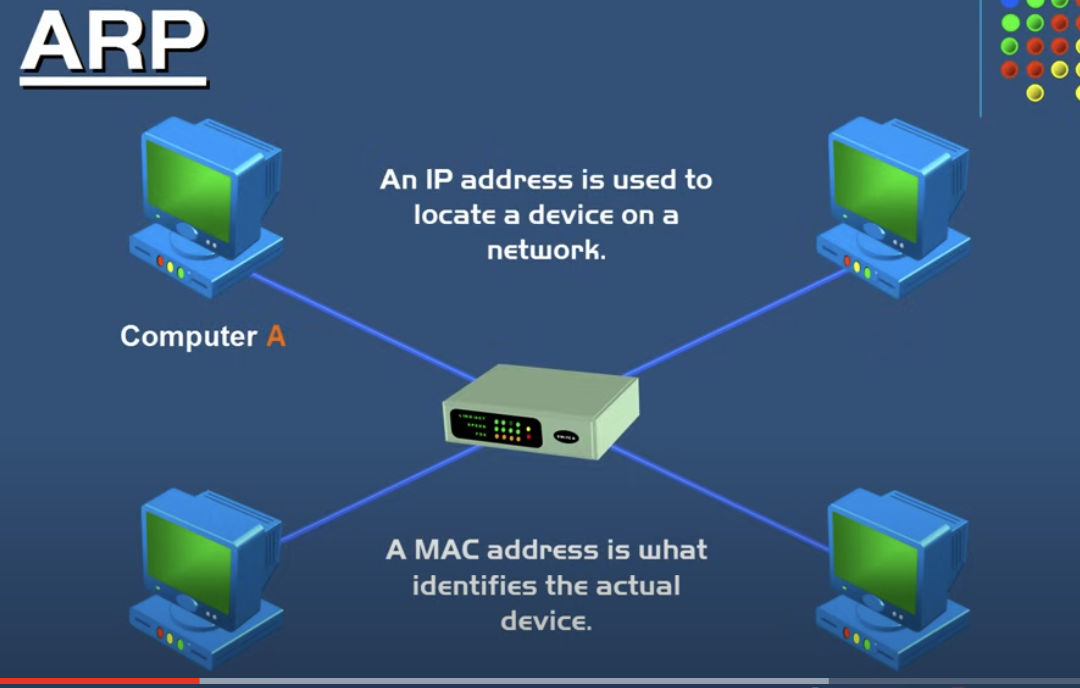 ARP
An IP address is used to
locate a device on a
network.
Computer A
SWITCH
A MAC address is what
identifies the actual
device.